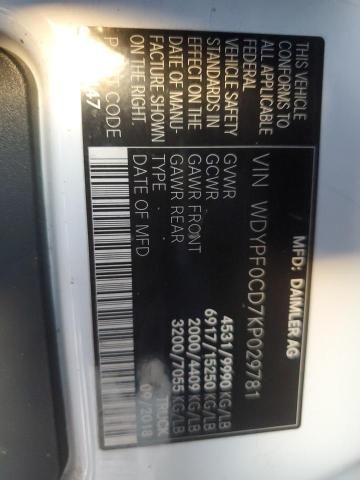 MFD: DAIMLER AG
VIN WDYPF0CD7KP029781
GVWR 4531/9990 KG/LB
GCWR 6917/15250 KG/LB
GAWR FRONT 2000/4409 KG/LB
GAWR REAR 3200/7055 KG/LB
TYPE TRUCK
DATE OF MFD 09/2018
THIS VEHICLE
CONFORMS TO
ALL APPLICABLE
FEDERAL
VEHICLE SAFETY
STANDARDS IN
EFFECT ON THE
DATE OF MANU-
FACTURE SHOWN
ON THE RIGHT.
CODE
47